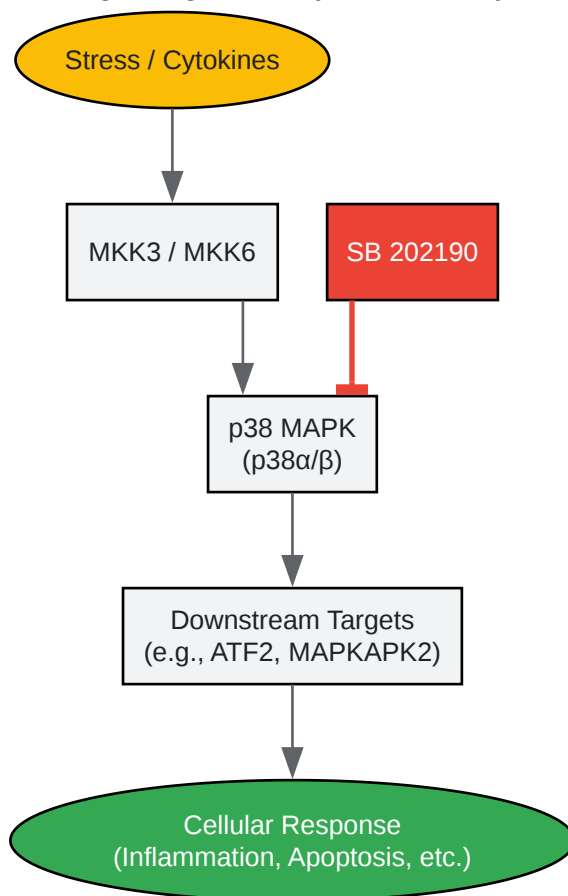 Stress / Cytokines
MKK3 / MKK6
SB 202190
p38 MAPK
(p38α/β)
Downstream Targets
(e.g., ATF2, MAPKAPK2)
Cellular Response
(Inflammation, Apoptosis, etc.)